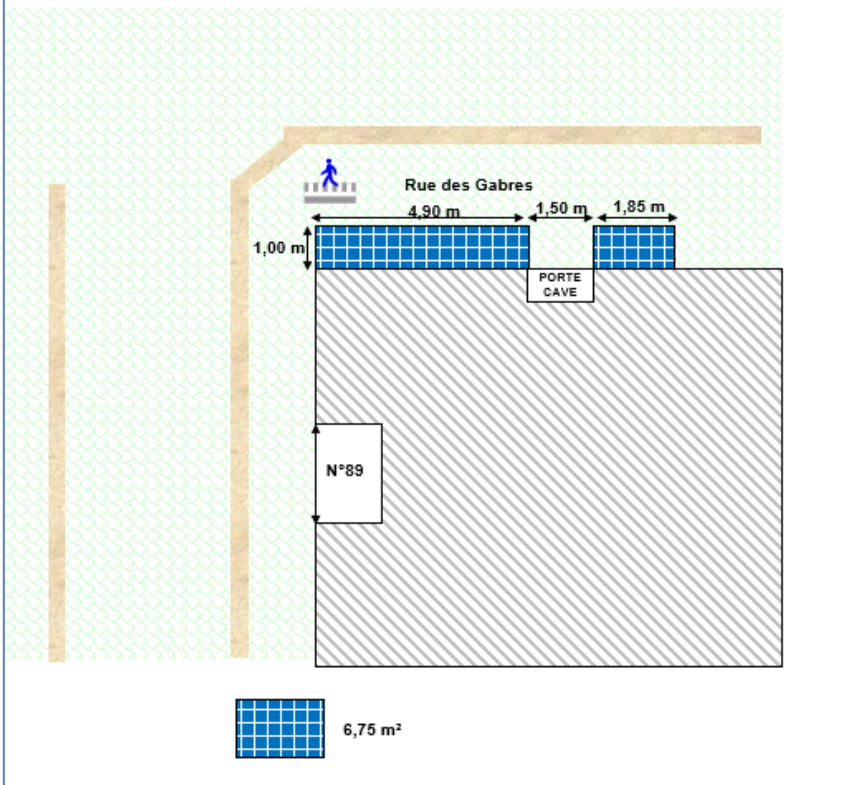 Rue des Gabres
4,90 m
1,50 m
1,85 m
1,00 m
PORTE
CAVE
N°89
6,75 m²